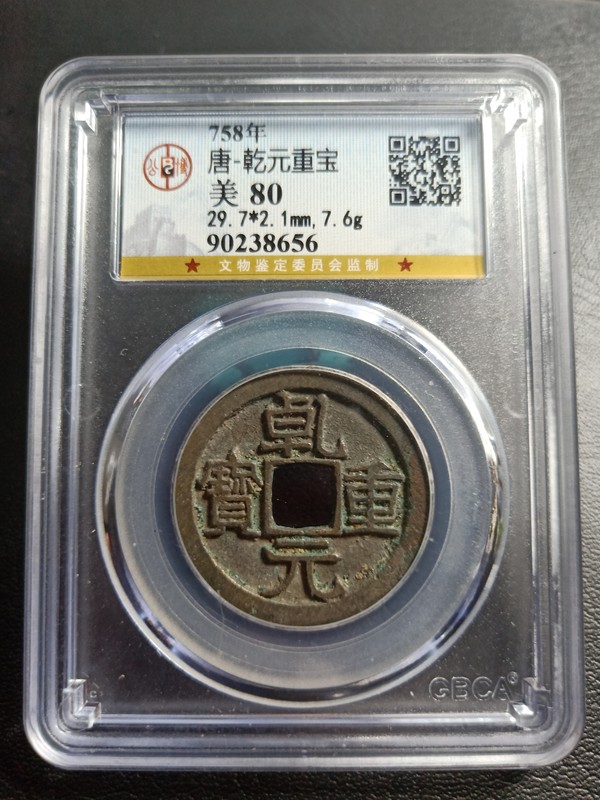 758年
唐-乾元重宝
美 80
29.7*2.1mm,7.6g
90238656
★ 文物鉴定委员会监制 ★
乾
寶 重
元
GBCA®